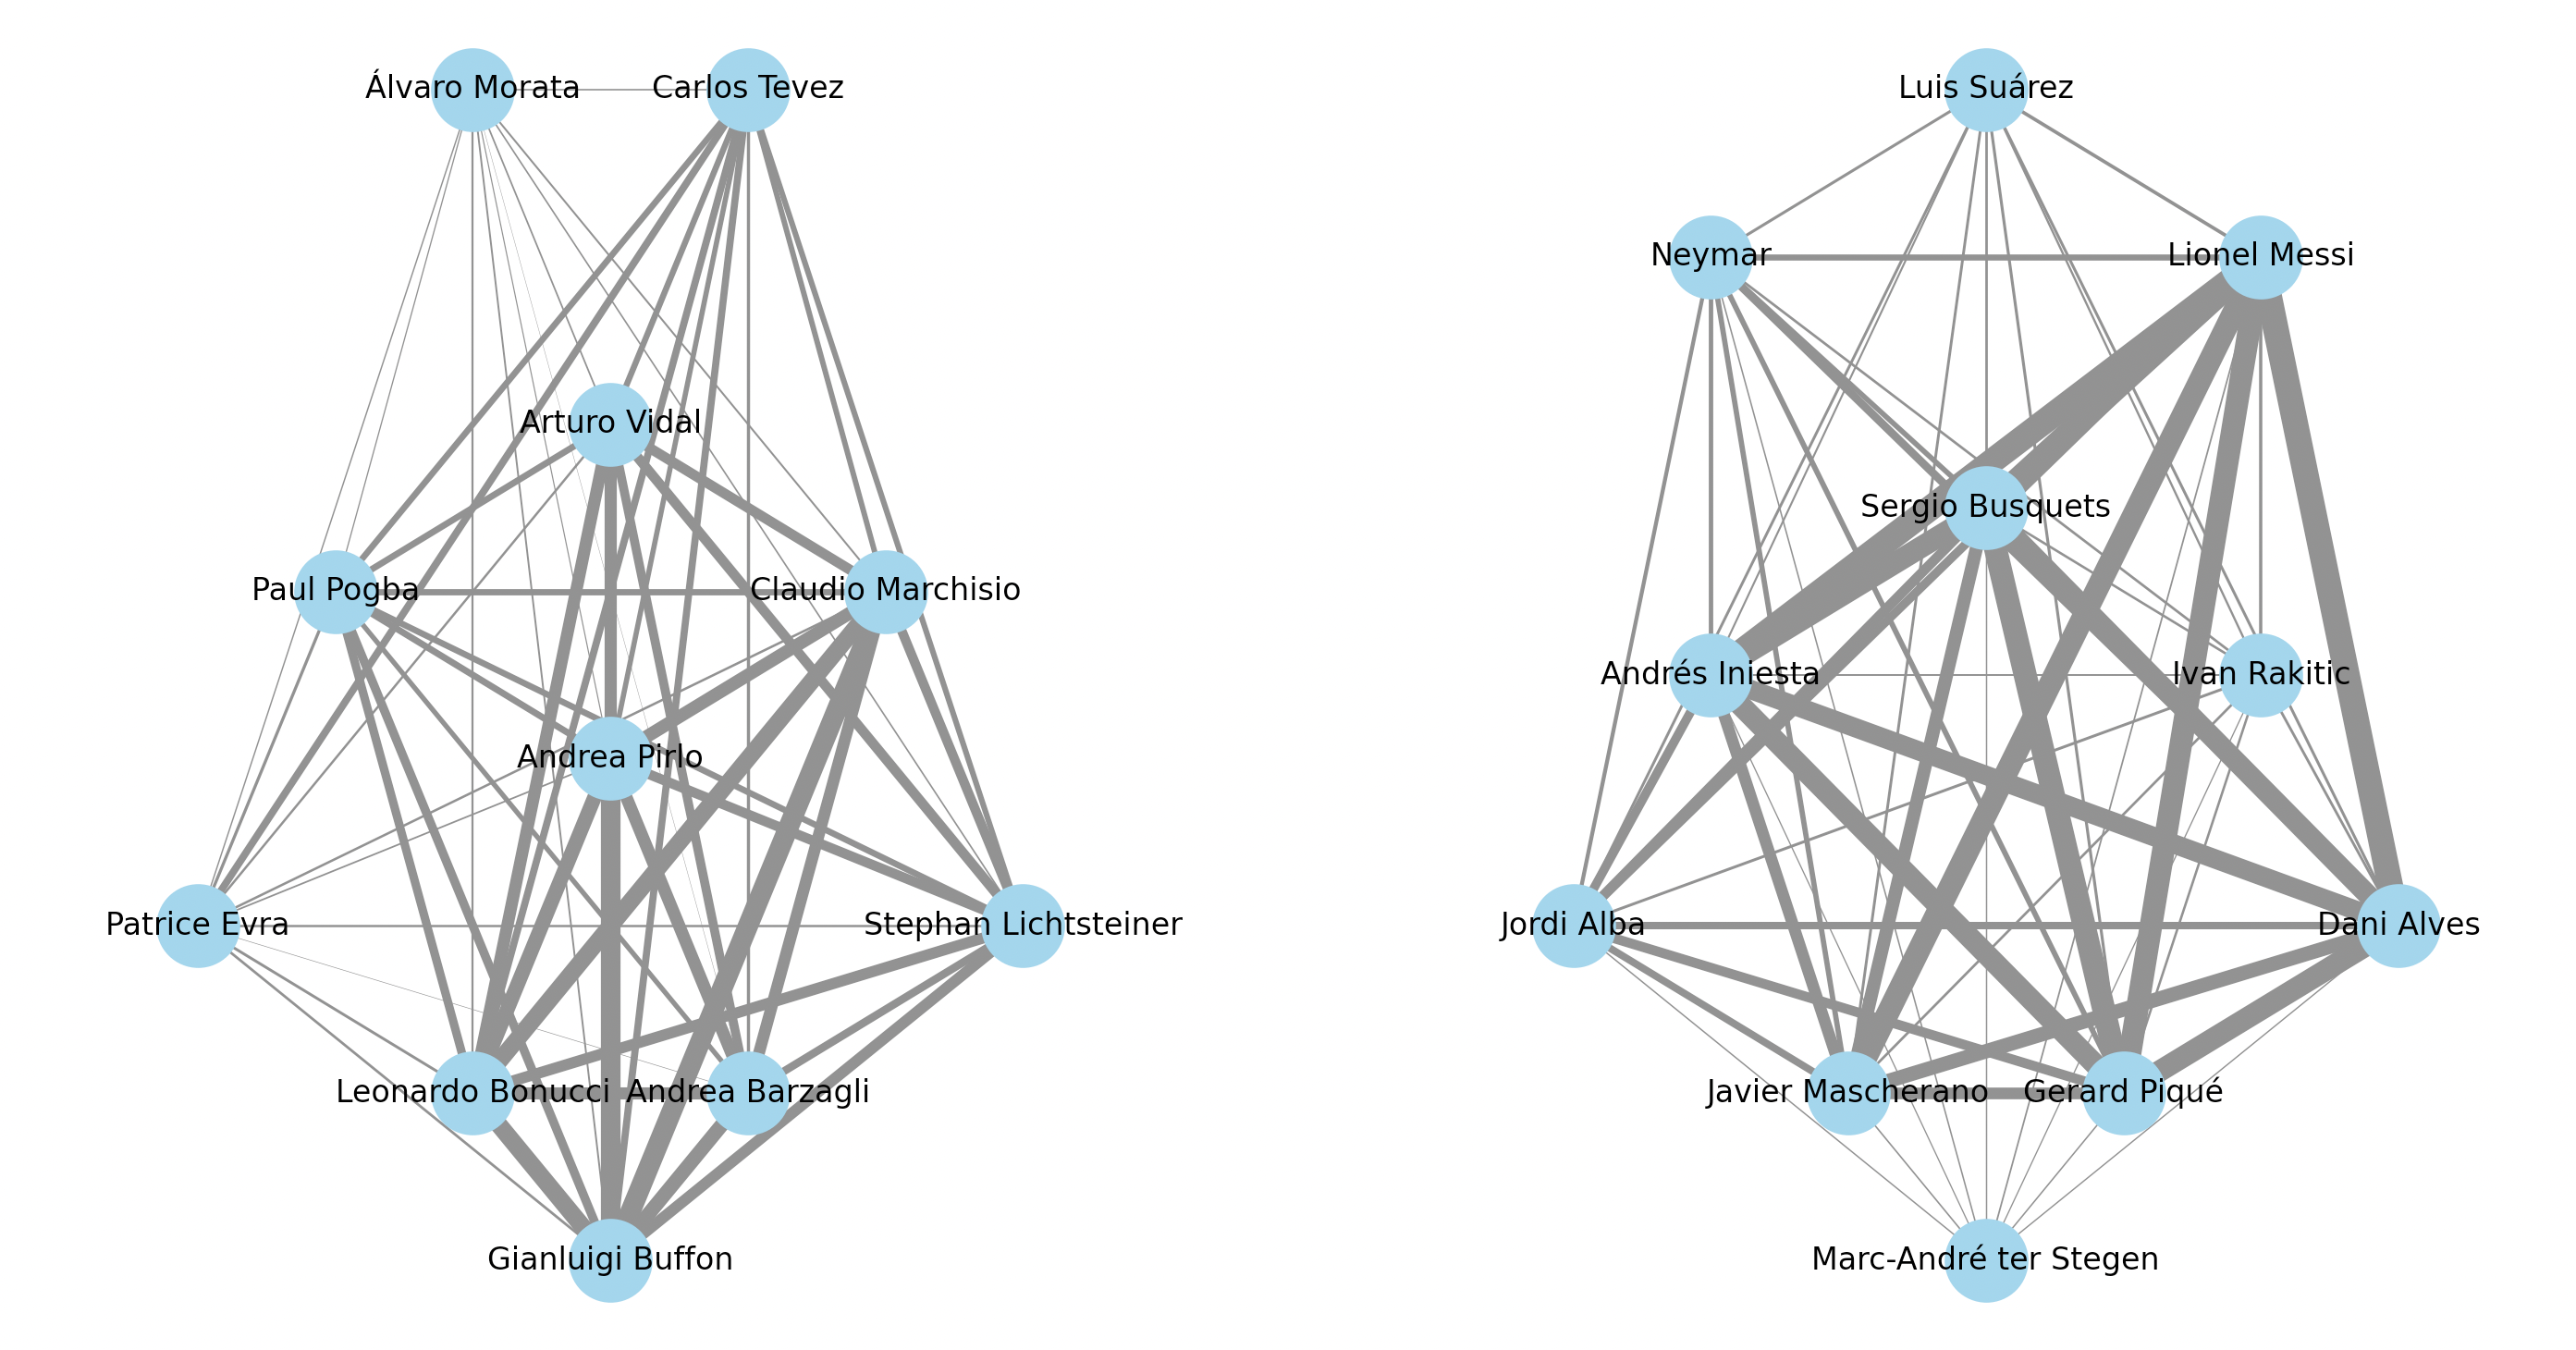 Álvaro Morata
Carlos Tevez
Arturo Vidal
Paul Pogba
Claudio Marchisio
Andrea Pirlo
Patrice Evra
Stephan Lichtsteiner
Leonardo Bonucci
Andrea Barzagli
Gianluigi Buffon
Luis Suárez
Neymar
Lionel Messi
Sergio Busquets
Andrés Iniesta
Ivan Rakitic
Jordi Alba
Dani Alves
Javier Mascherano
Gerard Piqué
Marc-André ter Stegen